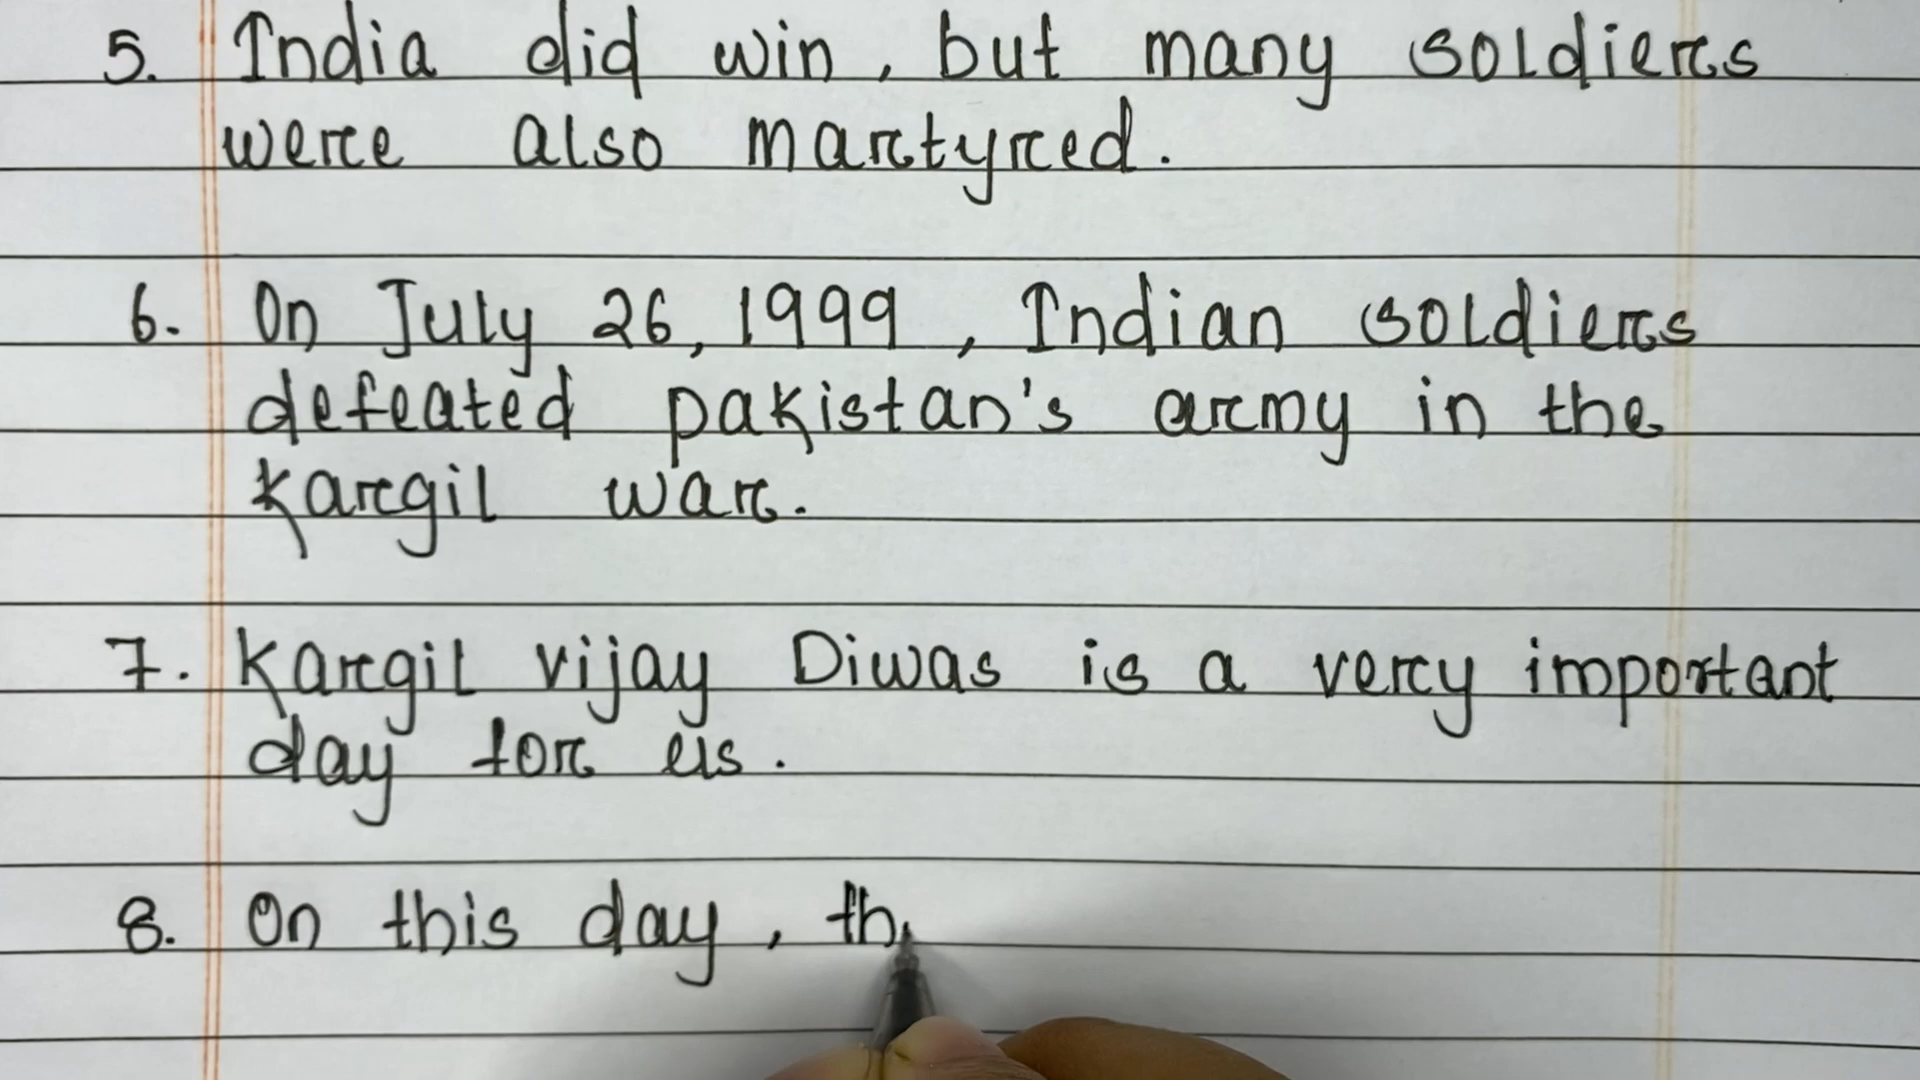 5. India did win, but many soldiers
were also martyred.
6. On July 26, 1999, Indian soldiers
defeated pakistan's army in the
Kargil war.
7. Kargil vijay Diwas is a very important
day for us.
8. On this day, th